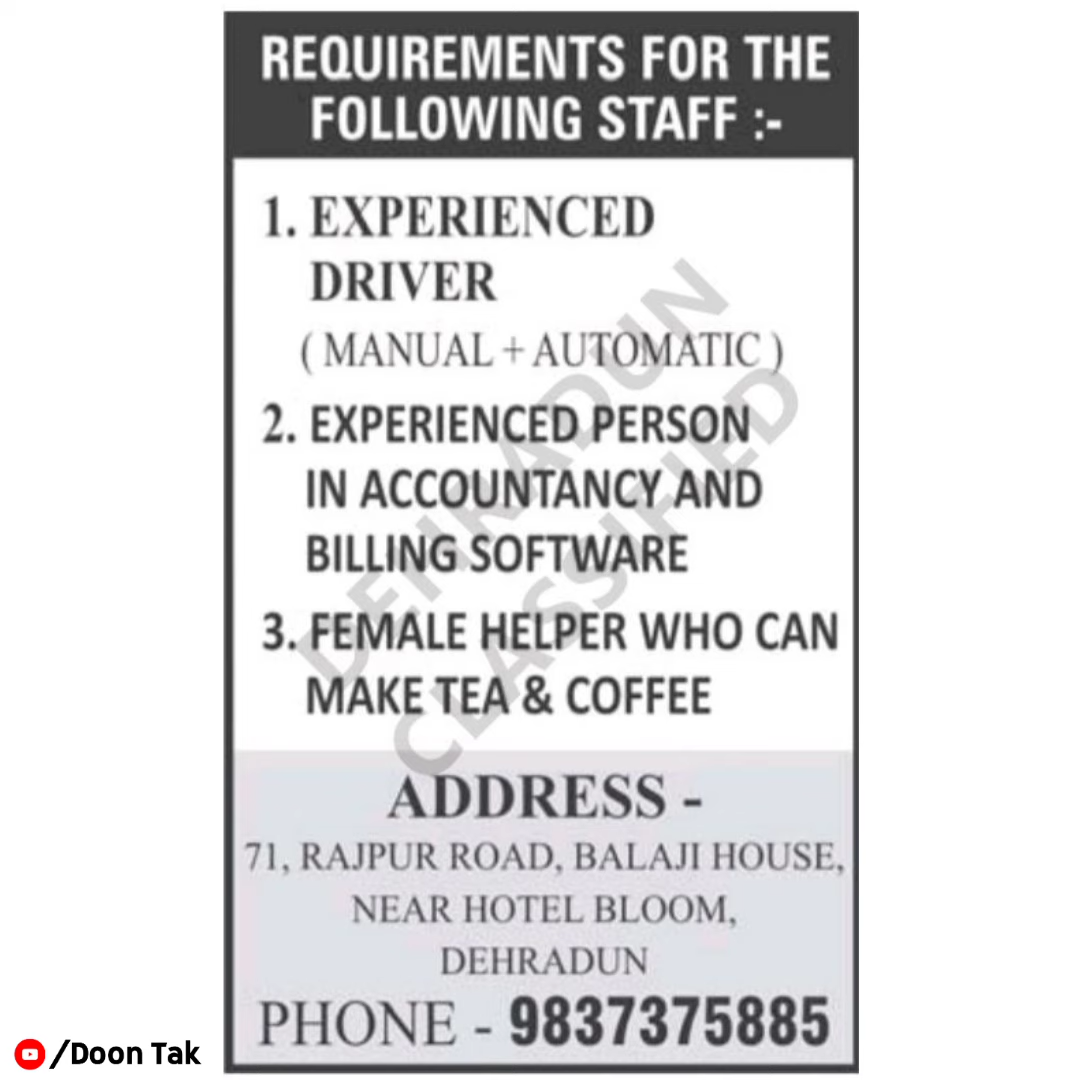 REQUIREMENTS FOR THE
FOLLOWING STAFF :-
1. EXPERIENCED
DRIVER
( MANUAL + AUTOMATIC )
2. EXPERIENCED PERSON
IN ACCOUNTANCY AND
BILLING SOFTWARE
3. FEMALE HELPER WHO CAN
MAKE TEA & COFFEE
DEHRADUN
CLASSIFIED
ADDRESS -
71, RAJPUR ROAD, BALAJI HOUSE,
NEAR HOTEL BLOOM,
DEHRADUN
PHONE - 9837375885
/Doon Tak